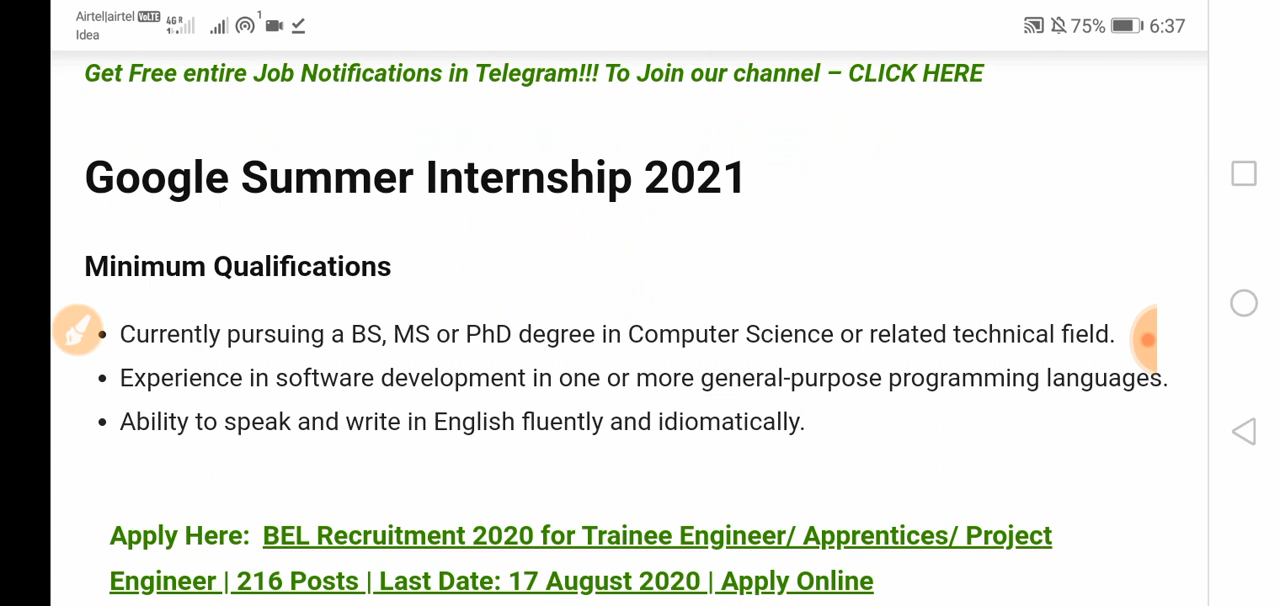 Airtel|airtel VoLTE 4G R 1 75% 6:37
Idea
Get Free entire Job Notifications in Telegram!!! To Join our channel – CLICK HERE
Google Summer Internship 2021
Minimum Qualifications
• Currently pursuing a BS, MS or PhD degree in Computer Science or related technical field.
• Experience in software development in one or more general-purpose programming languages.
• Ability to speak and write in English fluently and idiomatically.
Apply Here: BEL Recruitment 2020 for Trainee Engineer/ Apprentices/ Project
Engineer | 216 Posts | Last Date: 17 August 2020 | Apply Online